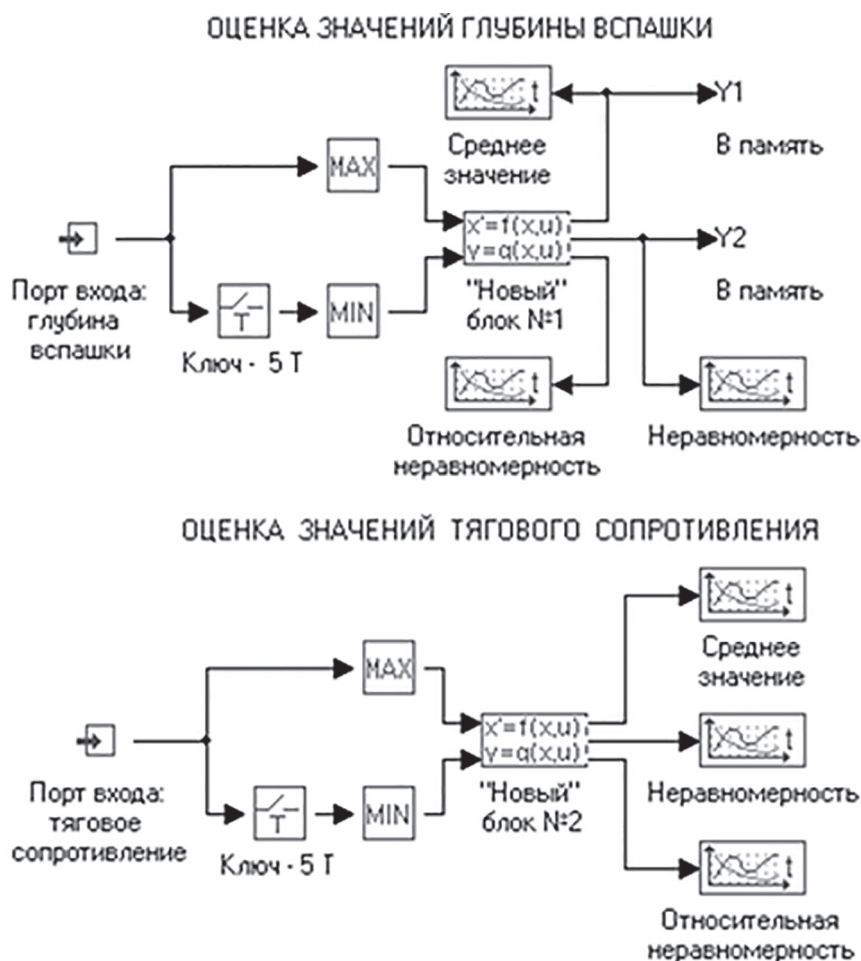 ОЦЕНКА ЗНАЧЕНИЙ ГЛУБИНЫ ВСПАШКИ
t
Y1
Среднее
значение
В память
MAX
x'=f(x,u)
y=q(x,u)
Y2
Порт входа:
глубина
вспашки
T
MIN
"Новый"
блок №1
В память
Ключ - 5 Т
t
t
Относительная
неравномерность
Неравномерность
ОЦЕНКА ЗНАЧЕНИЙ ТЯГОВОГО СОПРОТИВЛЕНИЯ
t
MAX
Среднее
значение
x'=f(x,u)
y=q(x,u)
t
Порт входа:
тяговое
сопротивление
T
MIN
"Новый"
блок №2
Неравномерность
Ключ - 5 Т
t
Относительная
неравномерность